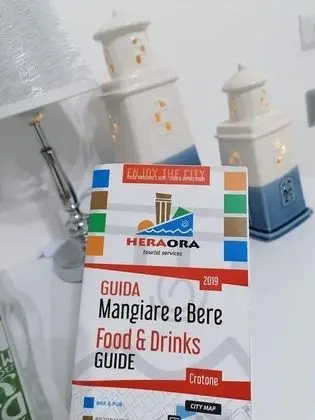 ENJOY THE CITY
HERAORA
tourist services
2019
GUIDA
Mangiare e Bere
Food & Drinks
GUIDE
Crotone
BAR & PUB
CITY MAP